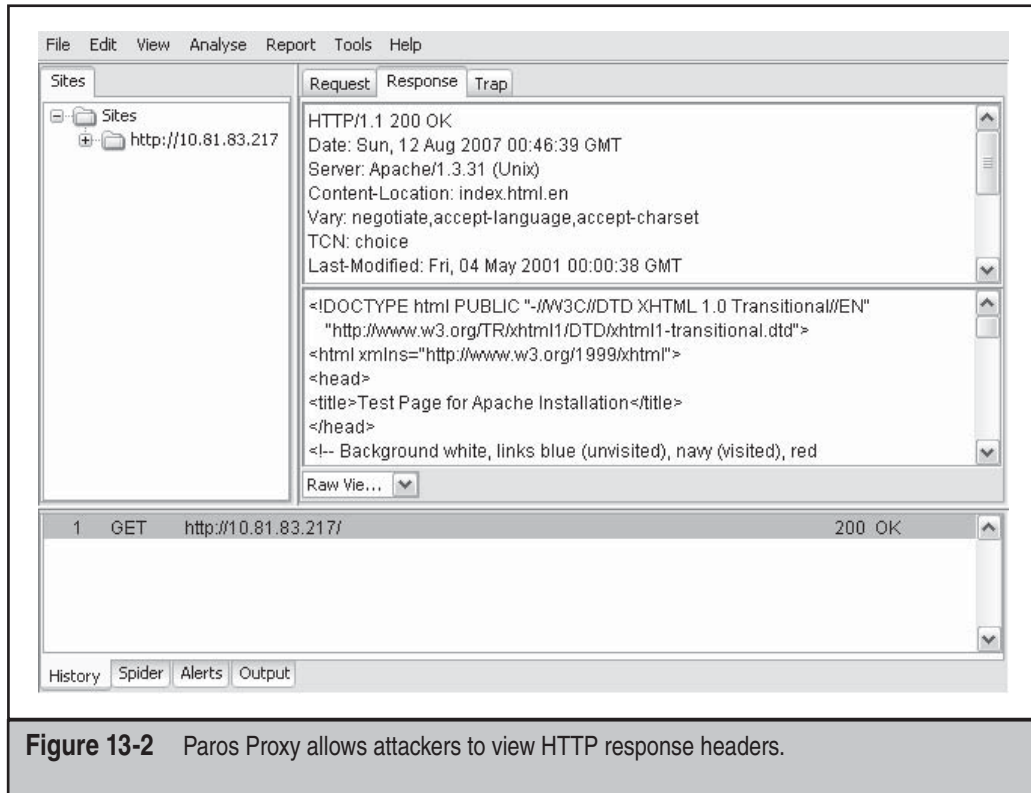 File Edit View Analyse Report Tools Help
Sites
Sites
http://10.81.83.217
Request Response Trap
HTTP/1.1 200 OK
Date: Sun, 12 Aug 2007 00:46:39 GMT
Server: Apache/1.3.31 (Unix)
Content-Location: index.html.en
Vary: negotiate,accept-language,accept-charset
TCN: choice
Last-Modified: Fri, 04 May 2001 00:00:38 GMT
<!DOCTYPE html PUBLIC "-//W3C//DTD XHTML 1.0 Transitional//EN"
"http://www.w3.org/TR/xhtml1/DTD/xhtml1-transitional.dtd">
<html xmlns="http://www.w3.org/1999/xhtml">
<head>
<title>Test Page for Apache Installation</title>
</head>
<!-- Background white, links blue (unvisited), navy (visited), red
Raw Vie...
1 GET http://10.81.83.217/ 200 OK
History Spider Alerts Output
Figure 13-2 Paros Proxy allows attackers to view HTTP response headers.